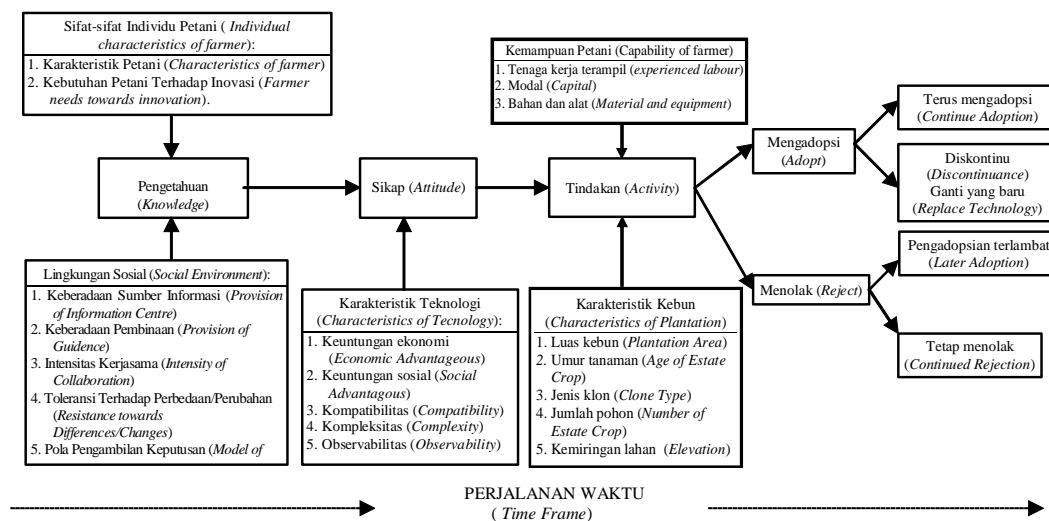 Sifat-sifat Individu Petani ( Individual
characteristics of farmer):
1. Karakteristik Petani (Characteristics of farmer)
2. Kebutuhan Petani Terhadap Inovasi (Farmer
needs towards innovation).
Kemampuan Petani (Capability of farmer)
1. Tenaga kerja terampil (experienced labour)
2. Modal (Capital)
3. Bahan dan alat (Material and equipment)
Pengetahuan
(Knowledge)
Sikap (Attitude)
Tindakan (Activity)
Mengadopsi
(Adopt)
Terus mengadopsi
(Continue Adoption)
Diskontinu
(Discontinuance)
Ganti yang baru
(Replace Technology)
Menolak (Reject)
Pengadopsian terlambat
(Later Adoption)
Tetap menolak
(Continued Rejection)
Lingkungan Sosial (Social Environment):
1. Keberadaan Sumber Informasi (Provision
of Information Centre)
2. Keberadaan Pembinaan (Provision of
Guidence)
3. Intensitas Kerjasama (Intensity of
Collaboration)
4. Toleransi Terhadap Perbedaan/Perubahan
(Resistance towards
Differences/Changes)
5. Pola Pengambilan Keputusan (Model of
Karakteristik Teknologi
(Characteristics of Tecnology):
1. Keuntungan ekonomi
(Economic Advantageous)
2. Keuntungan sosial (Social
Advantagous)
3. Kompatibilitas (Compatibility)
4. Kompleksitas (Complexity)
5. Observabilitas (Observability)
Karakteristik Kebun
(Characteristics of Plantation)
1. Luas kebun (Plantation Area)
2. Umur tanaman (Age of Estate
Crop)
3. Jenis klon (Clone Type)
4. Jumlah pohon (Number of
Estate Crop)
5. Kemiringan lahan (Elevation)
PERJALANAN WAKTU
( Time Frame)